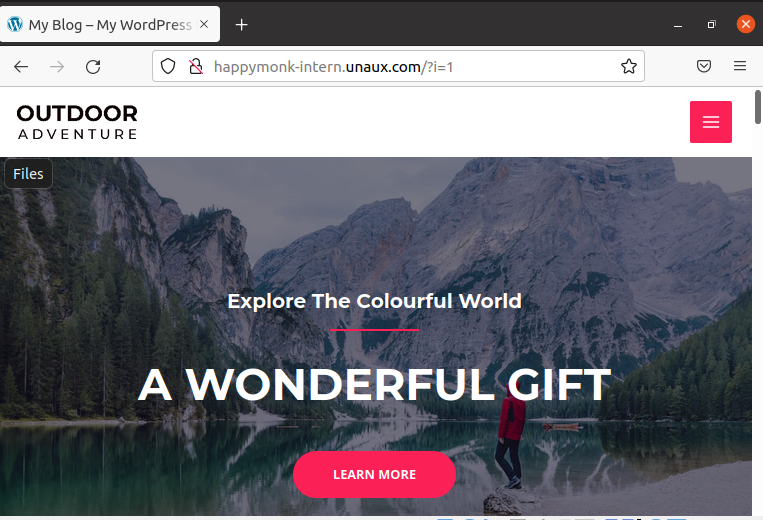 My Blog – My WordPress
happymonk-intern.unaux.com/?i=1
OUTDOOR
ADVENTURE
Files
Explore The Colourful World
A WONDERFUL GIFT
LEARN MORE